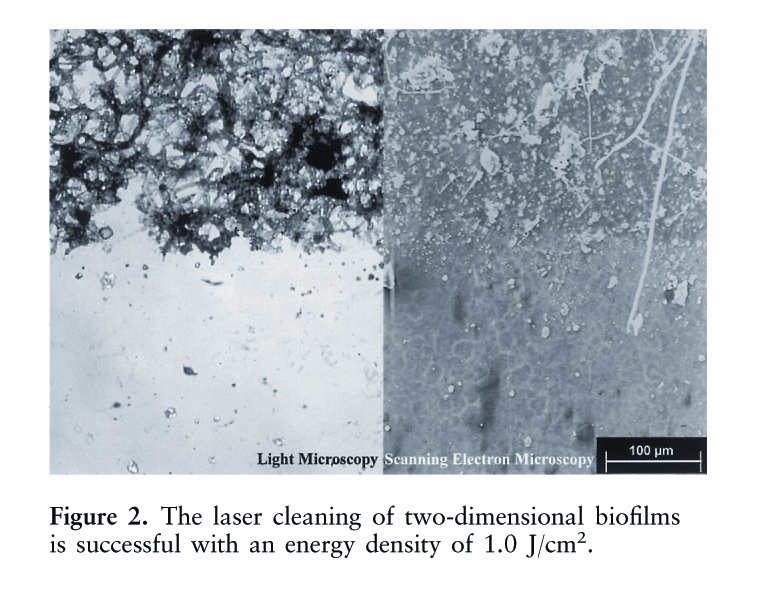 Light Microscopy
Scanning Electron Microscopy
100 µm
Figure 2. The laser cleaning of two-dimensional biofilms
is successful with an energy density of 1.0 J/cm².